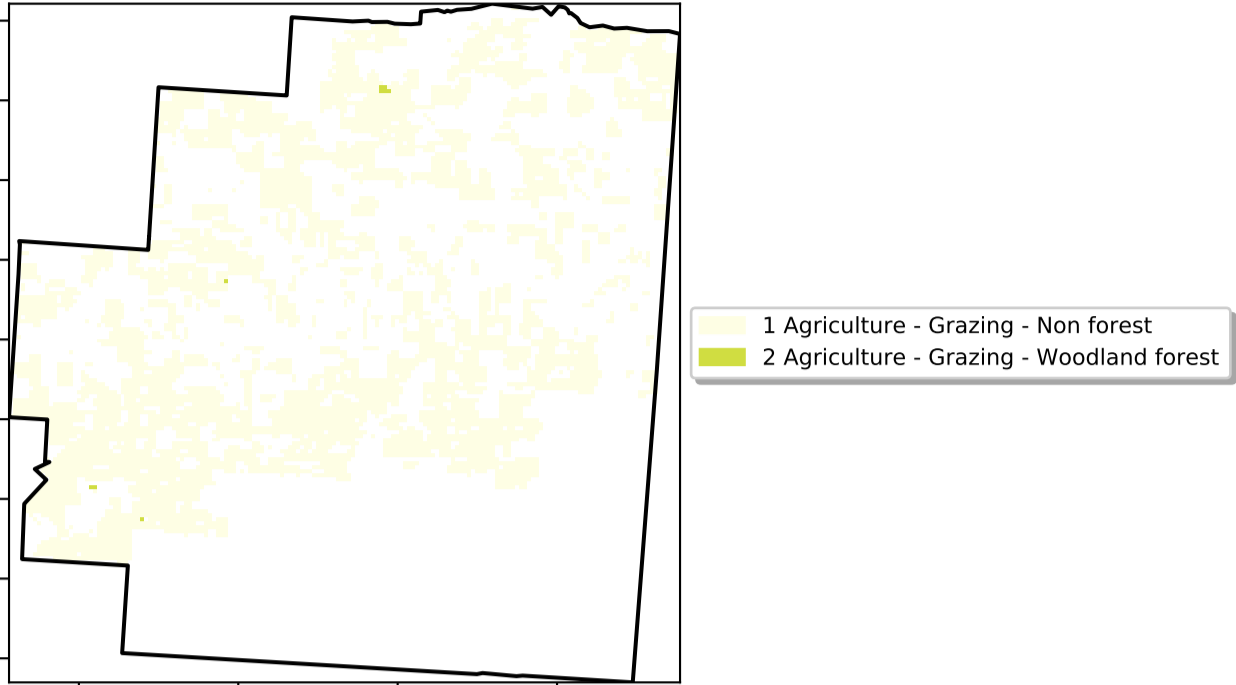 1 Agriculture - Grazing - Non forest
2 Agriculture - Grazing - Woodland forest